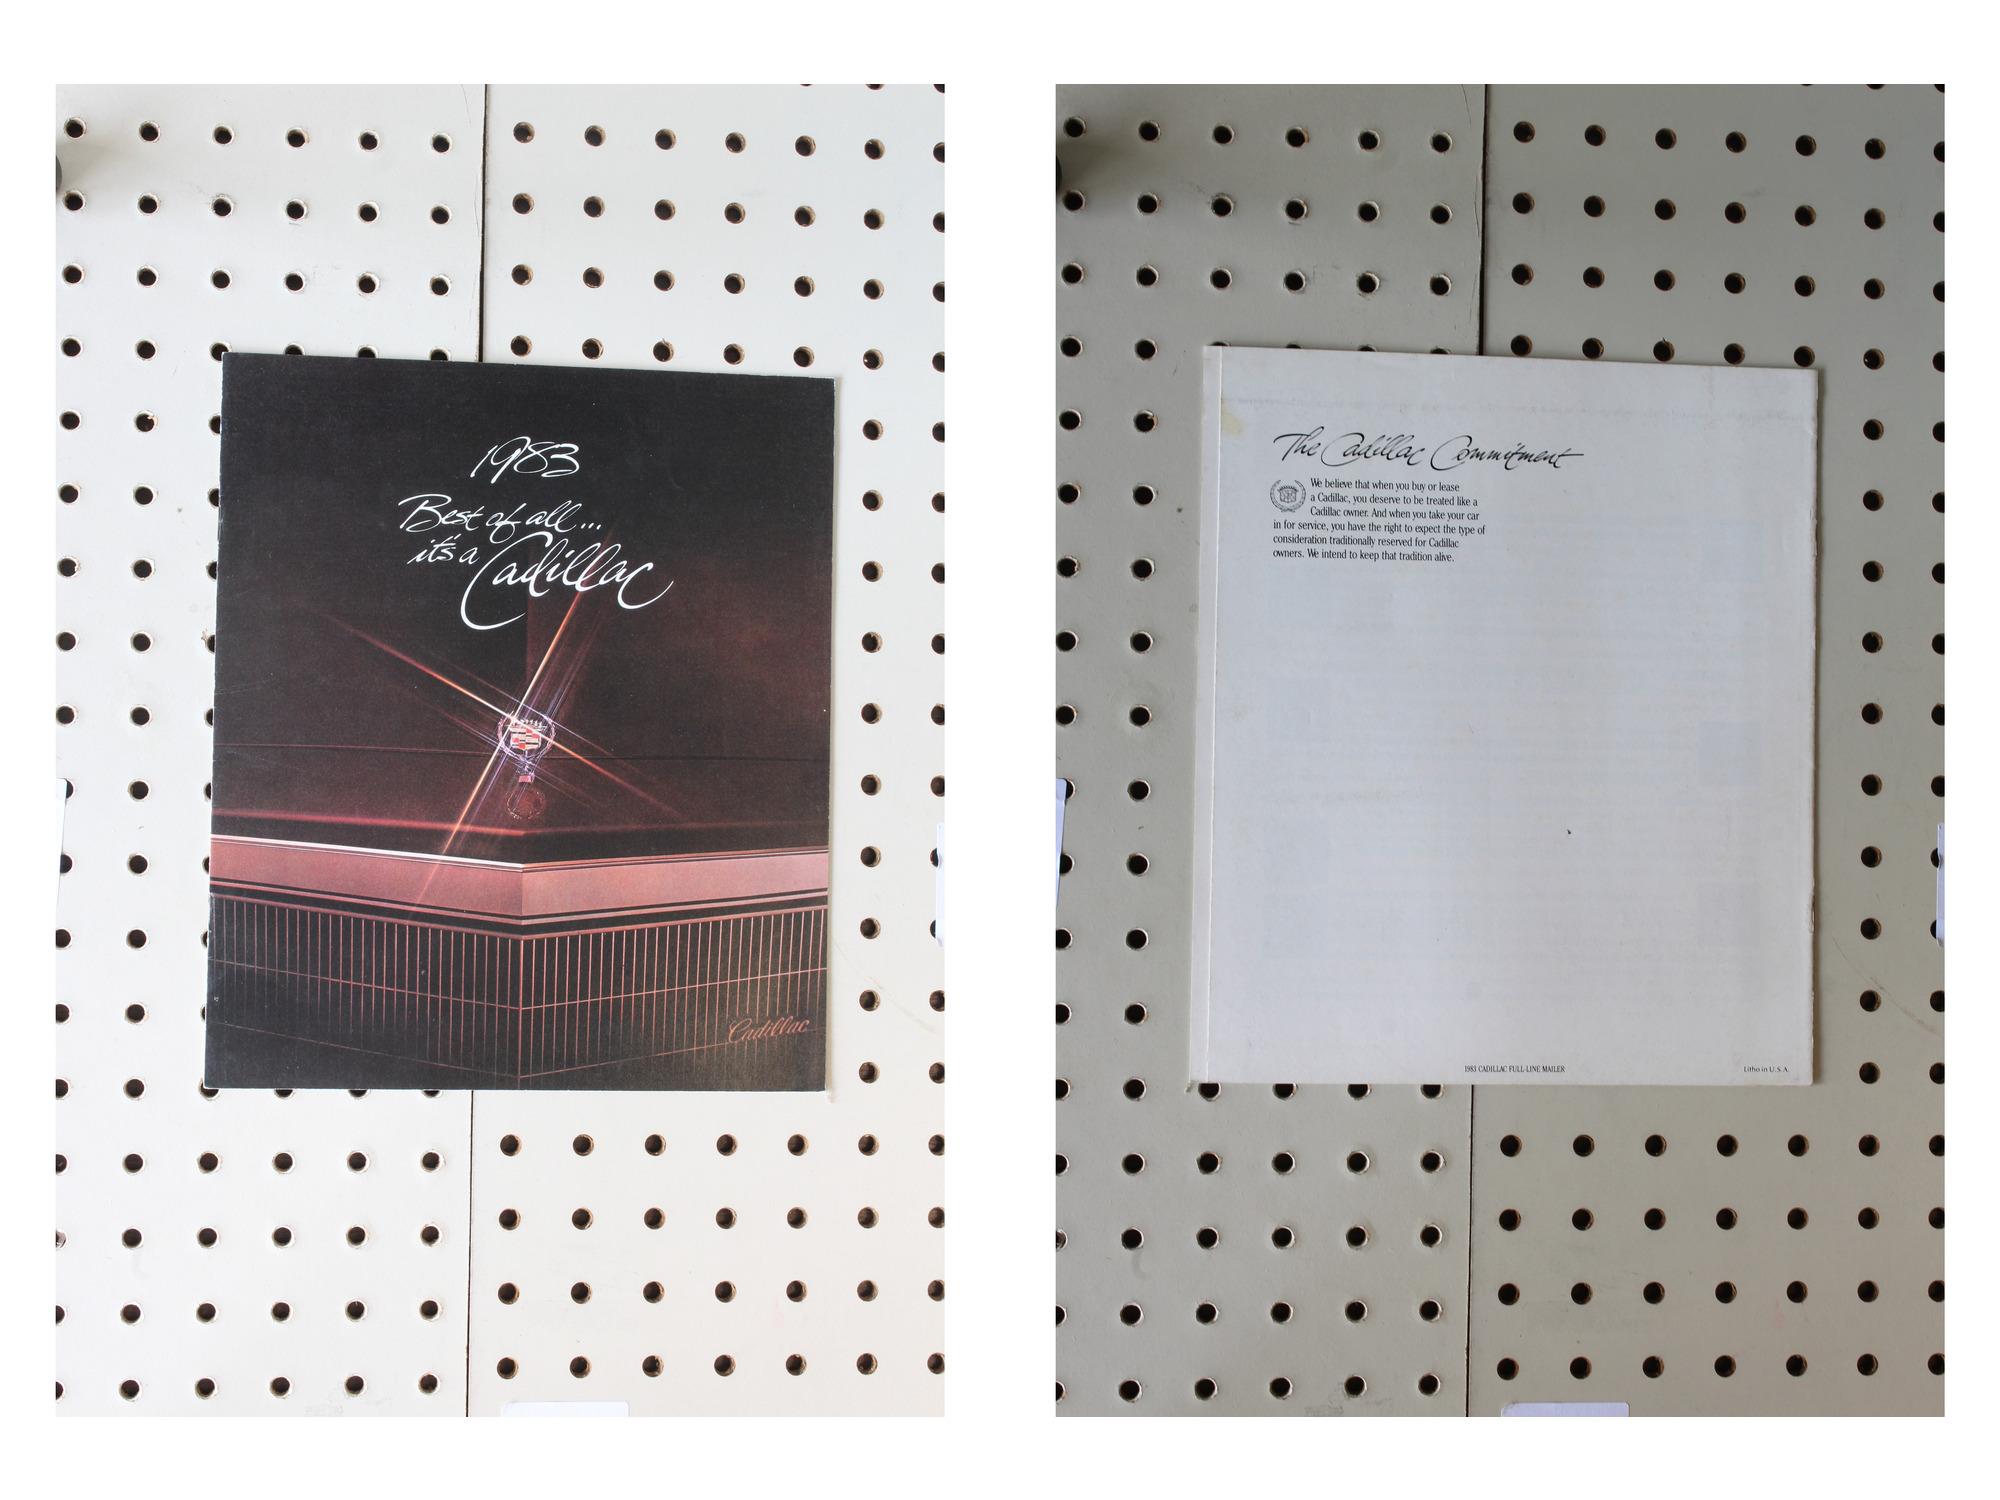 1983
Best of all...
it's a Cadillac
Cadillac
The Cadillac Commitment
We believe that when you buy or lease
a Cadillac, you deserve to be treated like a
Cadillac owner. And when you take your car
in for service, you have the right to expect the type of
consideration traditionally reserved for Cadillac
owners. We intend to keep that tradition alive.
1983 CADILLAC FULL-LINE MAILER
Litho in U.S.A.